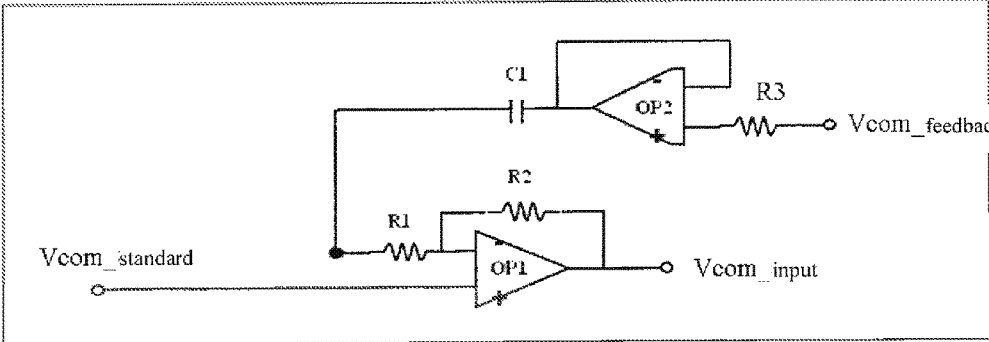 C1
-
OP2
+
R3
Vcom_feedbac
R2
R1
Vcom_standard
-
OP1
+
Vcom_input